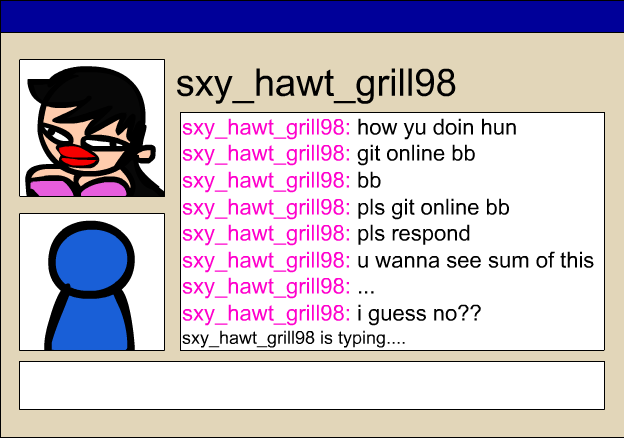 sxy_hawt_grill98
sxy_hawt_grill98: how yu doin hun
sxy_hawt_grill98: git online bb
sxy_hawt_grill98: bb
sxy_hawt_grill98: pls git online bb
sxy_hawt_grill98: pls respond
sxy_hawt_grill98: u wanna see sum of this
sxy_hawt_grill98: ...
sxy_hawt_grill98: i guess no??
sxy_hawt_grill98 is typing....